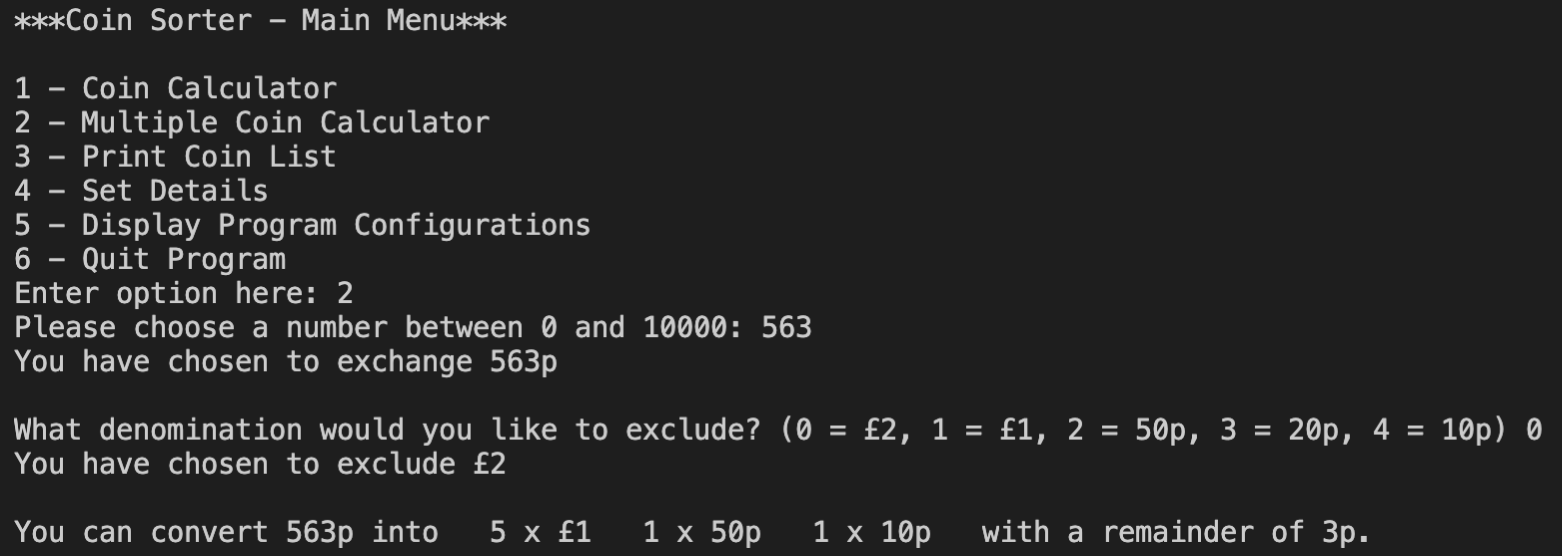 ***Coin Sorter – Main Menu***
1 – Coin Calculator
2 – Multiple Coin Calculator
3 – Print Coin List
4 – Set Details
5 – Display Program Configurations
6 – Quit Program
Enter option here: 2
Please choose a number between 0 and 10000: 563
You have chosen to exchange 563p
What denomination would you like to exclude? (0 = £2, 1 = £1, 2 = 50p, 3 = 20p, 4 = 10p) 0
You have chosen to exclude £2
You can convert 563p into   5 x £1   1 x 50p   1 x 10p   with a remainder of 3p.